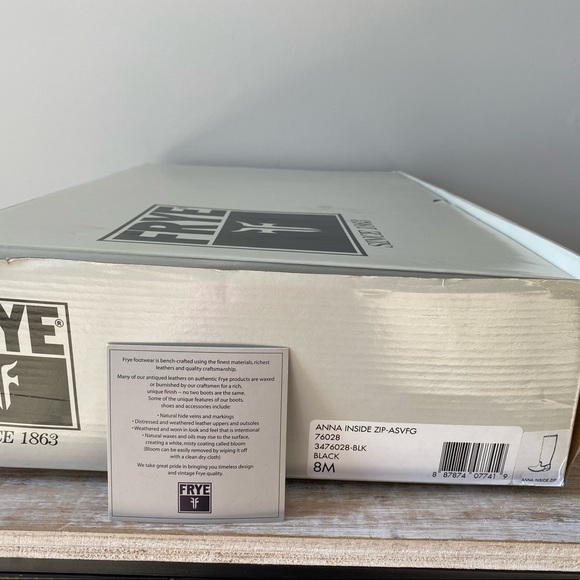 FRYE
SINCE 1863
RYE®
CE 1863
Frye footwear is bench-crafted using the finest materials, richest
leathers and quality craftsmanship.
Many of our antiqued leathers on authentic Frye products are waxed
or burnished by our craftsmen for a rich,
unique finish -- no two boots are the same.
Some of the unique features of our boots,
shoes and accessories include:
• Natural hide veins and markings
• Distressed and weathered leather uppers and outsoles
• Weathered and worn in look and feel that is intentional
• Natural waxes and oils may rise to the surface,
creating a white, misty coating called bloom
(Bloom can be easily removed by wiping it off
with a clean dry cloth)
We take great pride in bringing you timeless design
and vintage Frye quality.
FRYE
ANNA INSIDE ZIP-ASVFG
76028
3476028-BLK
BLACK
8M
8 87874 07741 9
ANNA INSIDE ZIP